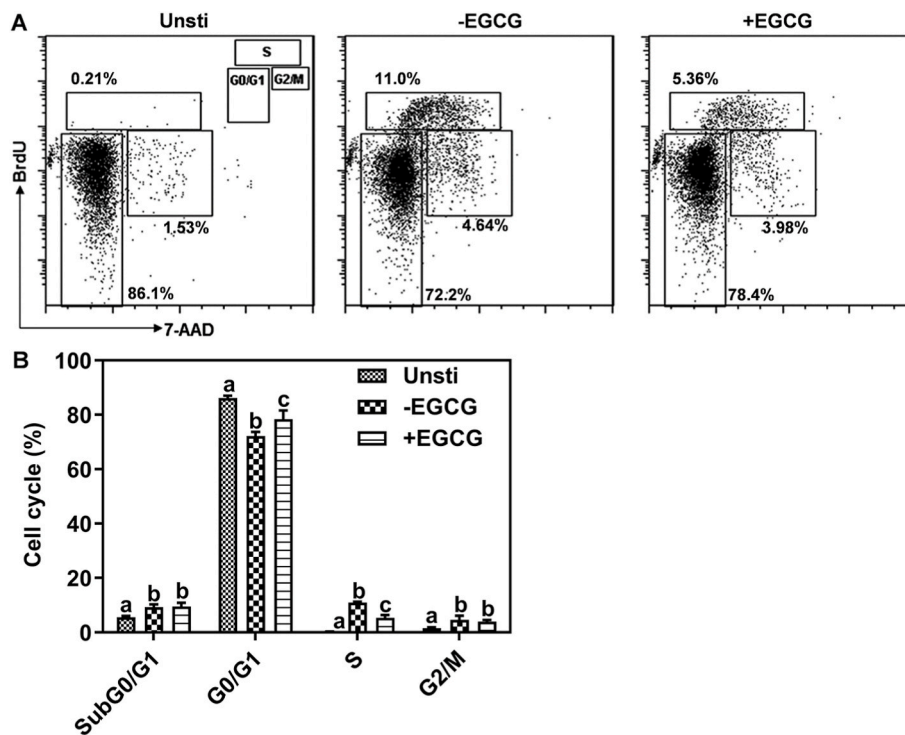 A
Unsti
-EGCG
+EGCG
S
G0/G1
G2/M
0.21%
11.0%
5.36%
BrdU
1.53%
4.64%
3.98%
86.1%
72.2%
78.4%
7-AAD
B
100
80
60
40
20
0
Cell cycle (%)
Unsti
-EGCG
+EGCG
a
b
b
a
b
c
a
b
c
a
b
b
SubG0/G1
G0/G1
S
G2/M